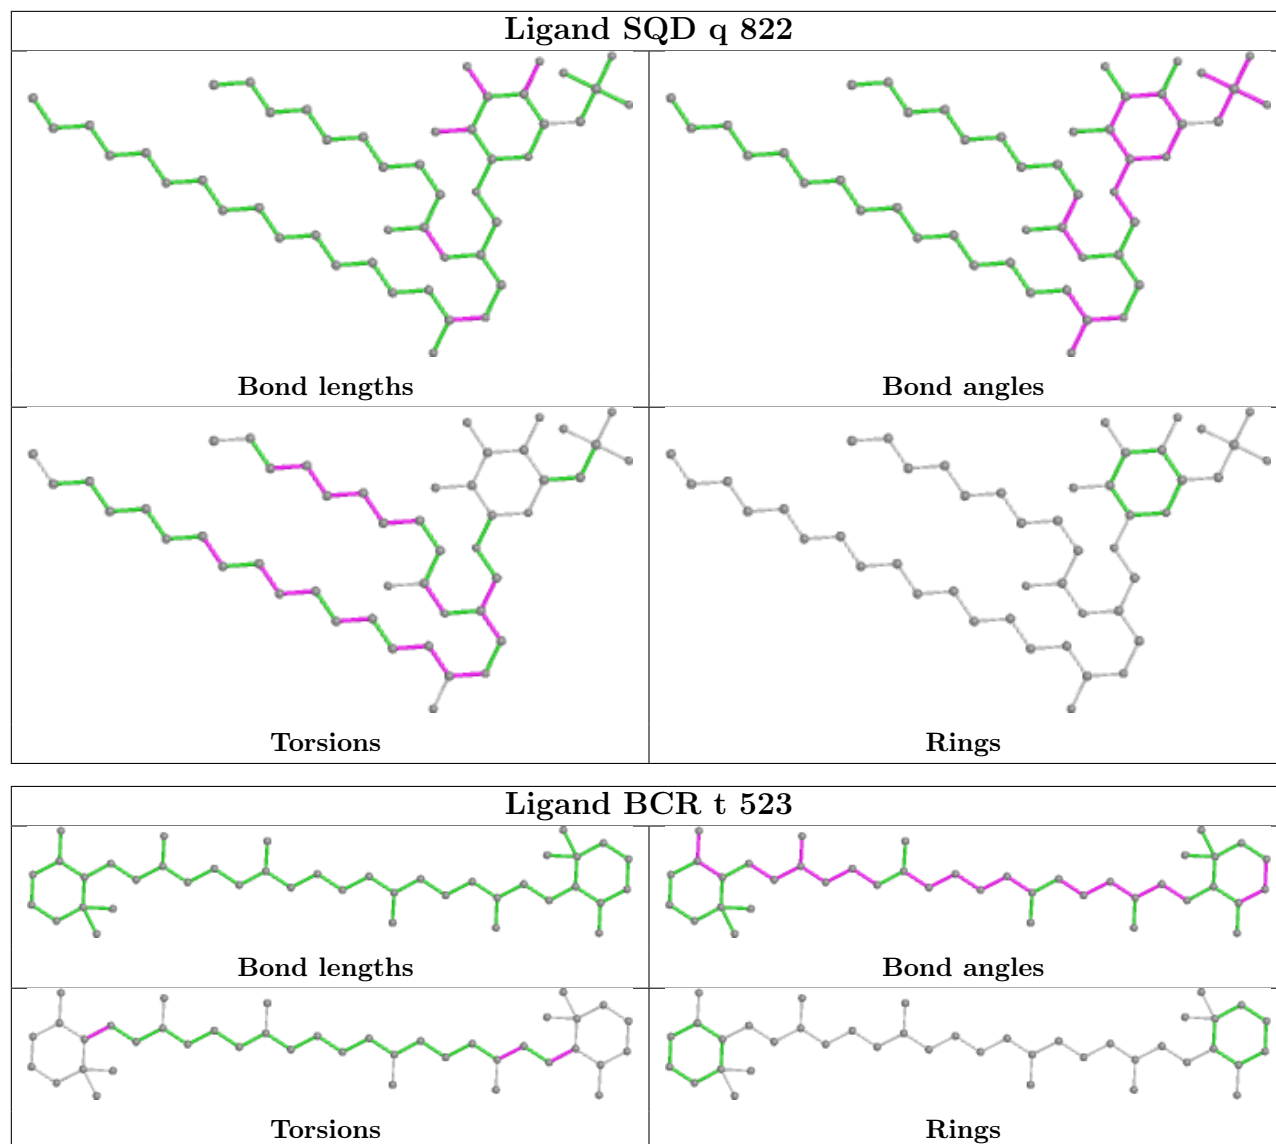 Ligand SQD q 822
Bond lengths
Bond angles
Torsions
Rings
Ligand BCR t 523
Bond lengths
Bond angles
Torsions
Rings